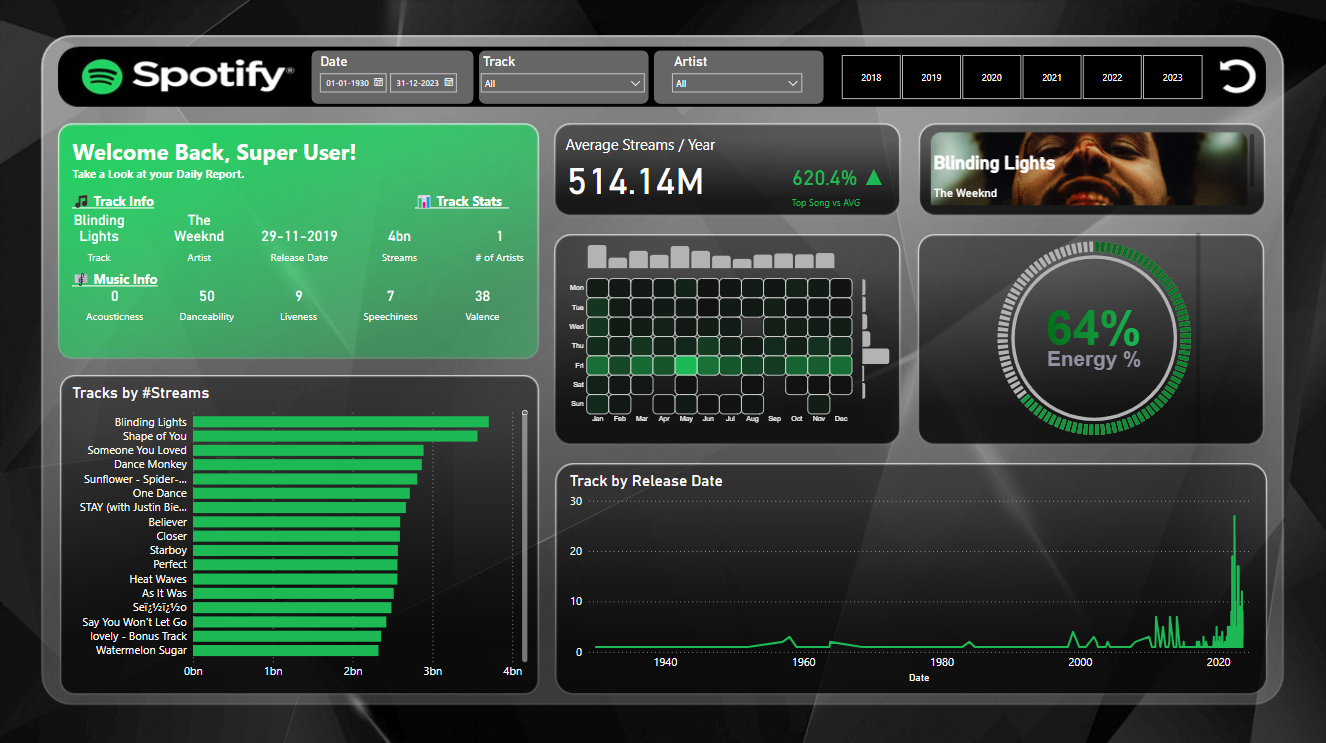 Spotify®
Date
01-01-1930
31-12-2023
Track
All
Artist
All
2018
2019
2020
2021
2022
2023
Welcome Back, Super User!
Take a Look at your Daily Report.
Track Info
Track Stats
Blinding Lights
The Weeknd
29-11-2019
4bn
1
Track
Artist
Release Date
Streams
# of Artists
Music Info
0
50
9
7
38
Acousticness
Danceability
Liveness
Speechiness
Valence
Average Streams / Year
514.14M
620.4%
Top Song vs AVG
Blinding Lights
The Weeknd
Mon
Tue
Wed
Thu
Fri
Sat
Sun
Jan Feb Mar Apr May Jun Jul Aug Sep Oct Nov Dec
64%
Energy %
Tracks by #Streams
Blinding Lights
Shape of You
Someone You Loved
Dance Monkey
Sunflower - Spider-...
One Dance
STAY (with Justin Bie...
Believer
Closer
Starboy
Perfect
Heat Waves
As It Was
Seï¿½ï¿½o
Say You Won't Let Go
lovely - Bonus Track
Watermelon Sugar
0bn 1bn 2bn 3bn 4bn
Track by Release Date
30
20
10
0
1940 1960 1980 2000 2020
Date